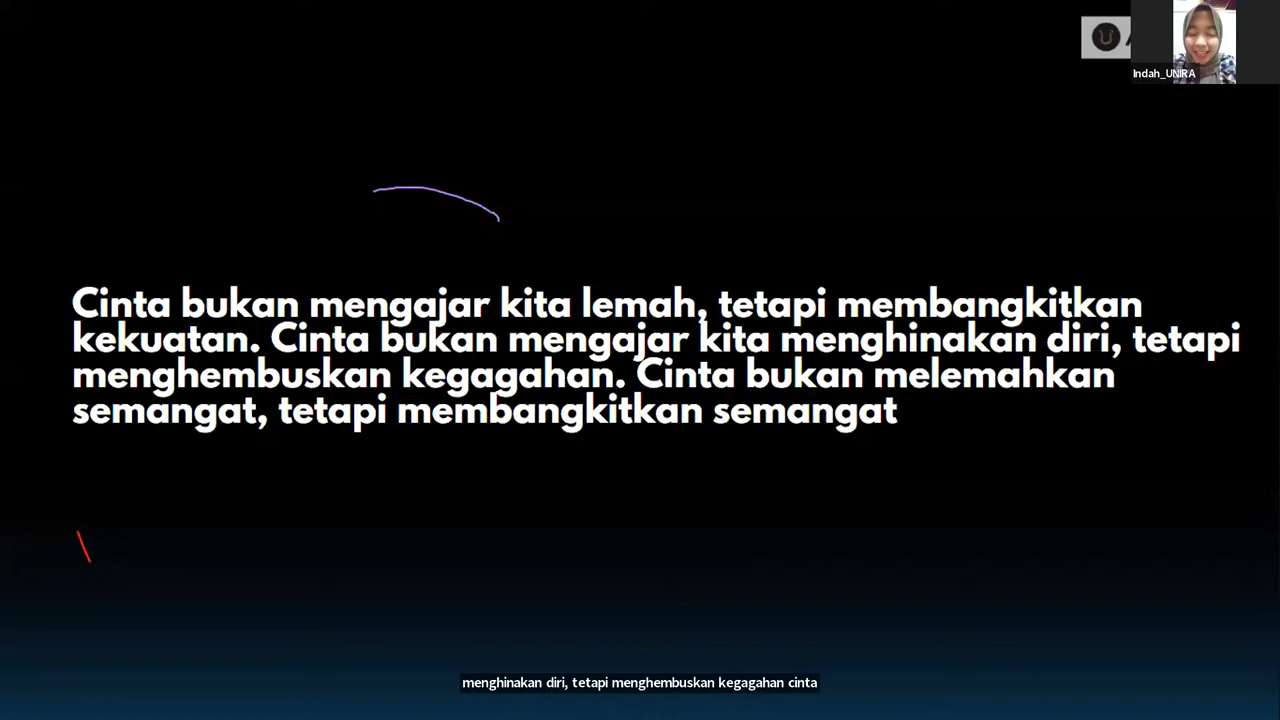 Indah_UNIRA
Cinta bukan mengajar kita lemah, tetapi membangkitkan
kekuatan. Cinta bukan mengajar kita menghinakan diri, tetapi
menghembuskan kegagahan. Cinta bukan melemahkan
semangat, tetapi membangkitkan semangat
menghinakan diri, tetapi menghembuskan kegagahan cinta